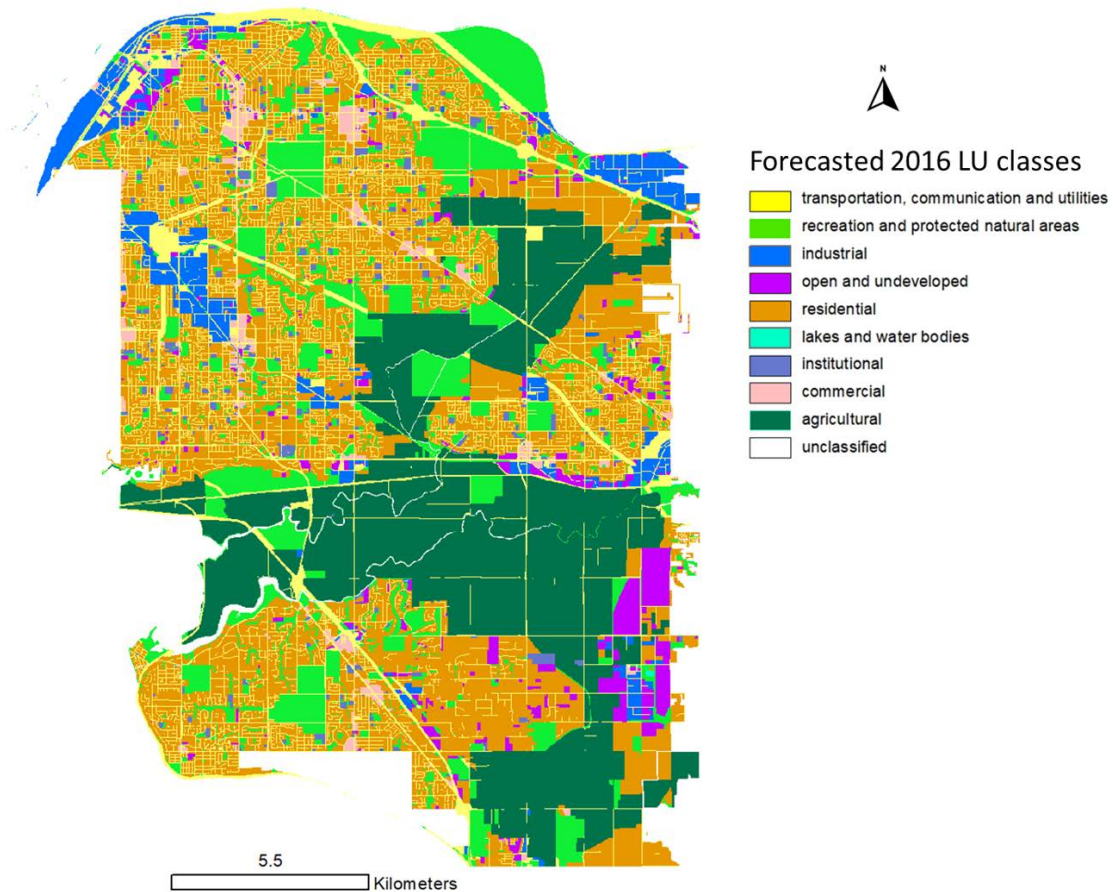 N
Forecasted 2016 LU classes
transportation, communication and utilities
recreation and protected natural areas
industrial
open and undeveloped
residential
lakes and water bodies
institutional
commercial
agricultural
unclassified
5.5
Kilometers